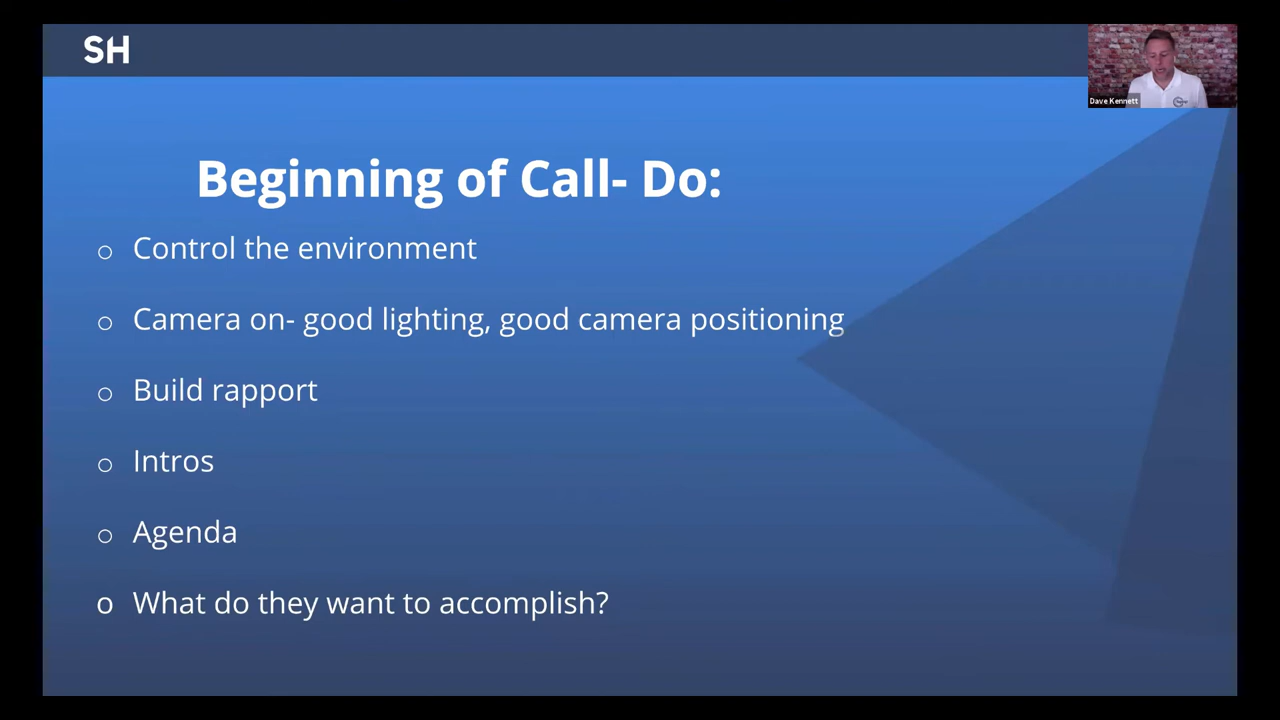 SH
Dave Kennett
Beginning of Call- Do:
o Control the environment
o Camera on- good lighting, good camera positioning
o Build rapport
o Intros
o Agenda
o What do they want to accomplish?